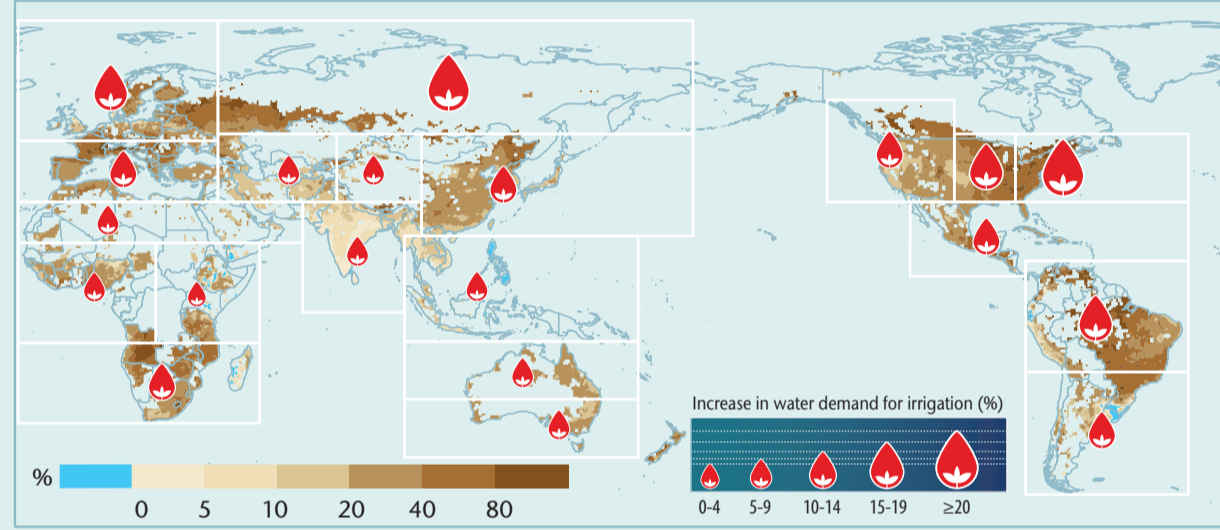 Increase in water demand for irrigation (%)
0-4 5-9 10-14 15-19 ≥20
%
0 5 10 20 40 80